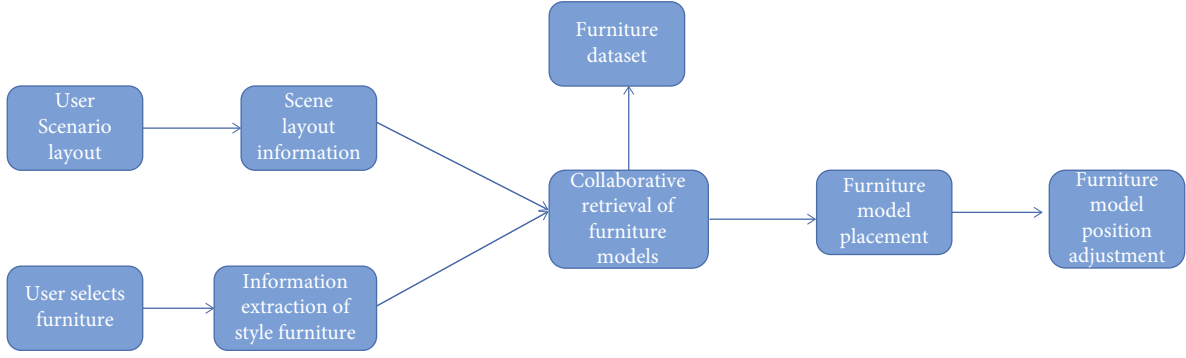 Furniture
dataset
User
Scenario
layout
Scene
layout
information
Collaborative
retrieval of
furniture
models
Furniture
model
placement
Furniture
model
position
adjustment
User selects
furniture
Information
extraction of
style furniture